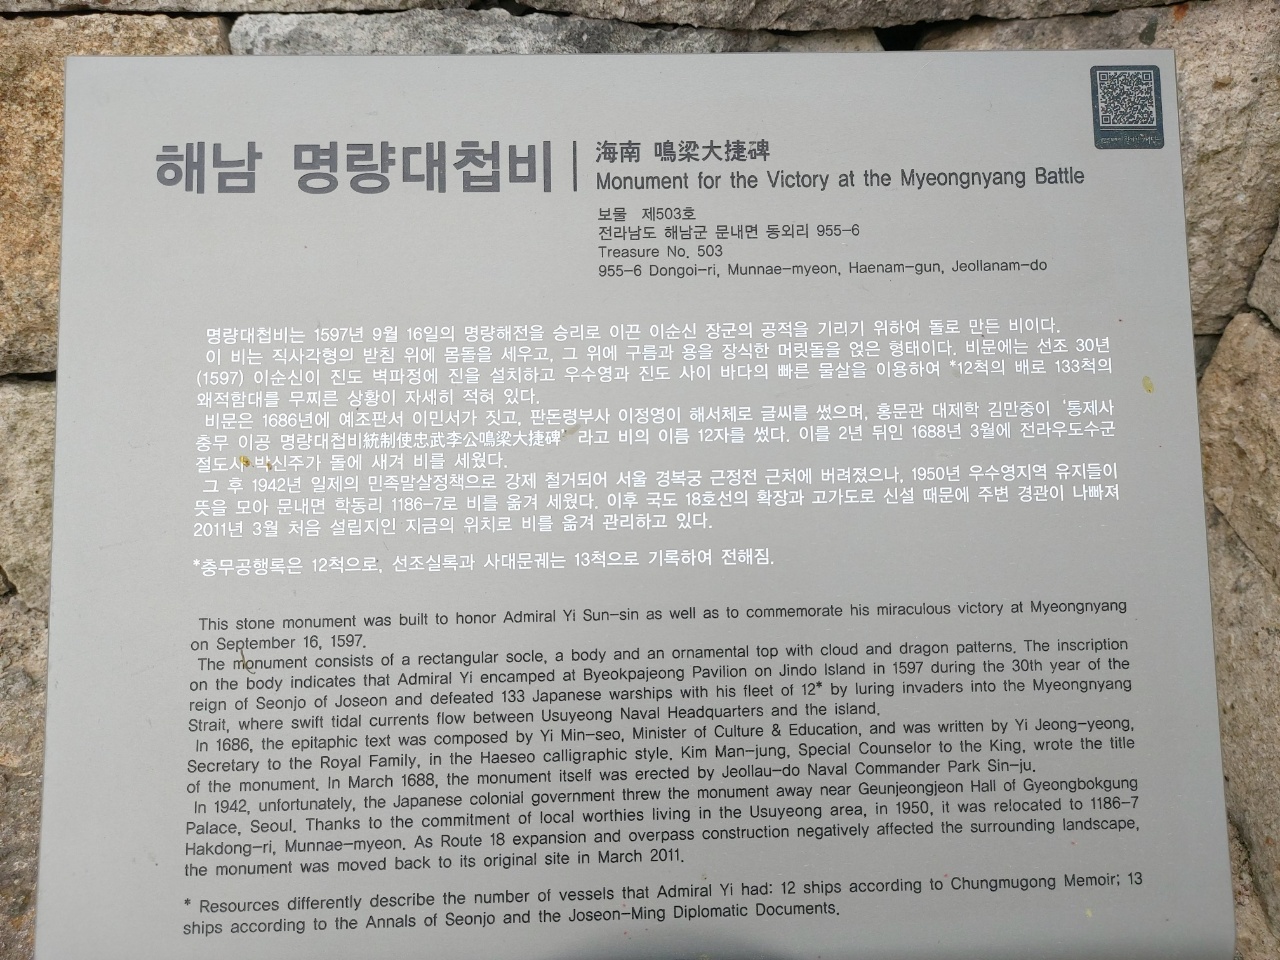 해남 명량대첩비
海南 鳴梁大捷碑
Monument for the Victory at the Myeongnyang Battle
보물 제503호
전라남도 해남군 문내면 동외리 955-6
Treasure No. 503
955-6 Dongoi-ri, Munnae-myeon, Haenam-gun, Jeollanam-do
명량대첩비는 1597년 9월 16일의 명량해전을 승리로 이끈 이순신 장군의 공적을 기리기 위하여 돌로 만든 비이다.
이 비는 직사각형의 받침 위에 몸돌을 세우고, 그 위에 구름과 용을 장식한 머릿돌을 얹은 형태이다. 비문에는 선조 30년
(1597) 이순신이 진도 벽파정에 진을 설치하고 우수영과 진도 사이 바다의 빠른 물살을 이용하여 *12척의 배로 133척의
왜적함대를 무찌른 상황이 자세히 적혀 있다.
비문은 1686년에 예조판서 이민서가 짓고, 판돈령부사 이정영이 해서체로 글씨를 썼으며, 홍문관 대제학 김만중이 '통제사
충무 이공 명량대첩비統制使忠武李公鳴梁大捷碑' 라고 비의 이름 12자를 썼다. 이를 2년 뒤인 1688년 3월에 전라우도수군
절도사 박신주가 돌에 새겨 비를 세웠다.
그 후 1942년 일제의 민족말살정책으로 강제 철거되어 서울 경복궁 근정전 근처에 버려졌으나, 1950년 우수영지역 유지들이
뜻을 모아 문내면 학동리 1186-7로 비를 옮겨 세웠다. 이후 국도 18호선의 확장과 고가도로 신설 때문에 주변 경관이 나빠져
2011년 3월 처음 설립지인 지금의 위치로 비를 옮겨 관리하고 있다.
*충무공행록은 12척으로, 선조실록과 사대문궤는 13척으로 기록하여 전해짐.
This stone monument was built to honor Admiral Yi Sun-sin as well as to commemorate his miraculous victory at Myeongnyang
on September 16, 1597.
The monument consists of a rectangular socle, a body and an ornamental top with cloud and dragon patterns. The inscription
on the body indicates that Admiral Yi encamped at Byeokpajeong Pavilion on Jindo Island in 1597 during the 30th year of the
reign of Seonjo of Joseon and defeated 133 Japanese warships with his fleet of 12* by luring invaders into the Myeongnyang
Strait, where swift tidal currents flow between Usuyeong Naval Headquarters and the island.
In 1686, the epitaphic text was composed by Yi Min-seo, Minister of Culture & Education, and was written by Yi Jeong-yeong,
Secretary to the Royal Family, in the Haeseo calligraphic style. Kim Man-jung, Special Counselor to the King, wrote the title
of the monument. In March 1688, the monument itself was erected by Jeollau-do Naval Commander Park Sin-ju.
In 1942, unfortunately, the Japanese colonial government threw the monument away near Geunjeongjeon Hall of Gyeongbokgung
Palace, Seoul. Thanks to the commitment of local worthies living in the Usuyeong area, in 1950, it was relocated to 1186-7
Hakdong-ri, Munnae-myeon. As Route 18 expansion and overpass construction negatively affected the surrounding landscape,
the monument was moved back to its original site in March 2011.
* Resources differently describe the number of vessels that Admiral Yi had: 12 ships according to Chungmugong Memoir; 13
ships according to the Annals of Seonjo and the Joseon-Ming Diplomatic Documents.